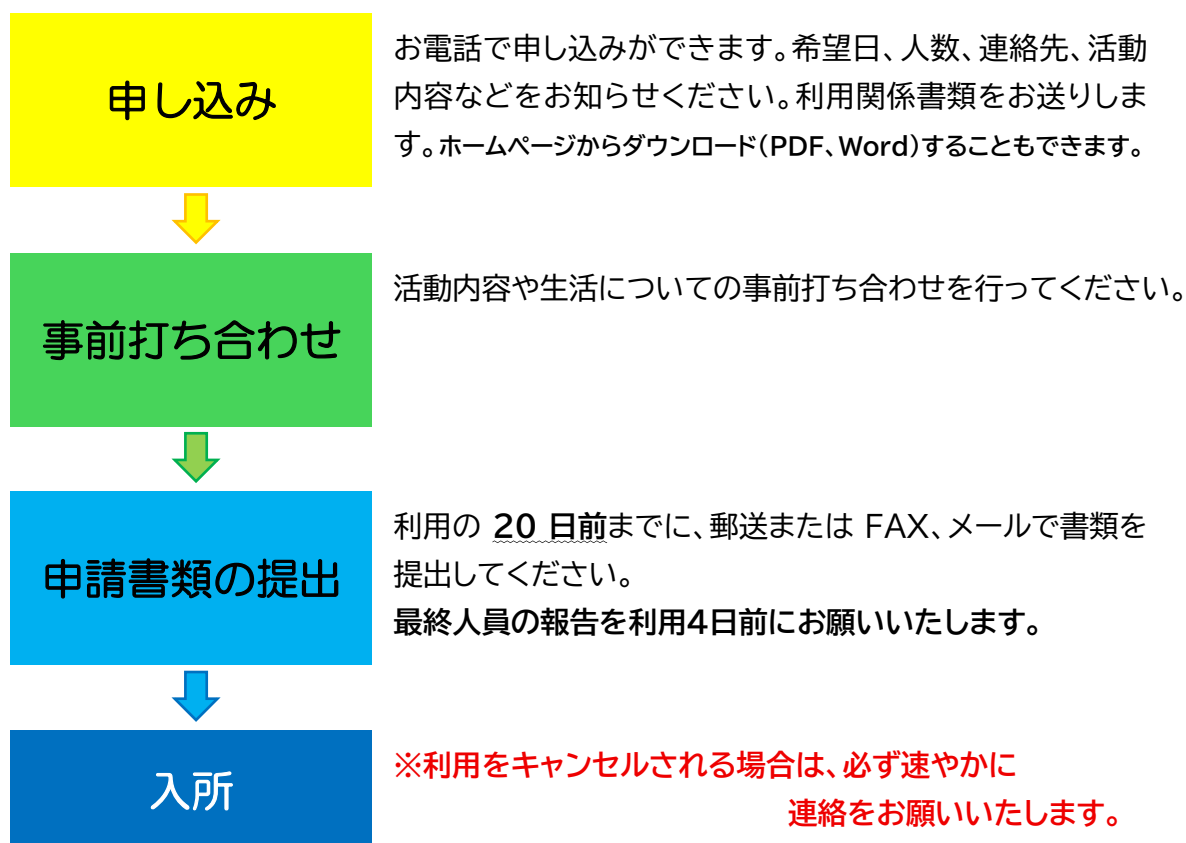 申し込み
お電話で申し込みができます。希望日、人数、連絡先、活動
内容などをお知らせください。利用関係書類をお送りしま
す。ホームページからダウンロード(PDF、Word)することもできます。
事前打ち合わせ
活動内容や生活についての事前打ち合わせを行ってください。
申請書類の提出
利用の 20 日前までに、郵送または FAX、メールで書類を
提出してください。
最終人員の報告を利用4日前にお願いいたします。
入所
※利用をキャンセルされる場合は、必ず速やかに
連絡をお願いいたします。